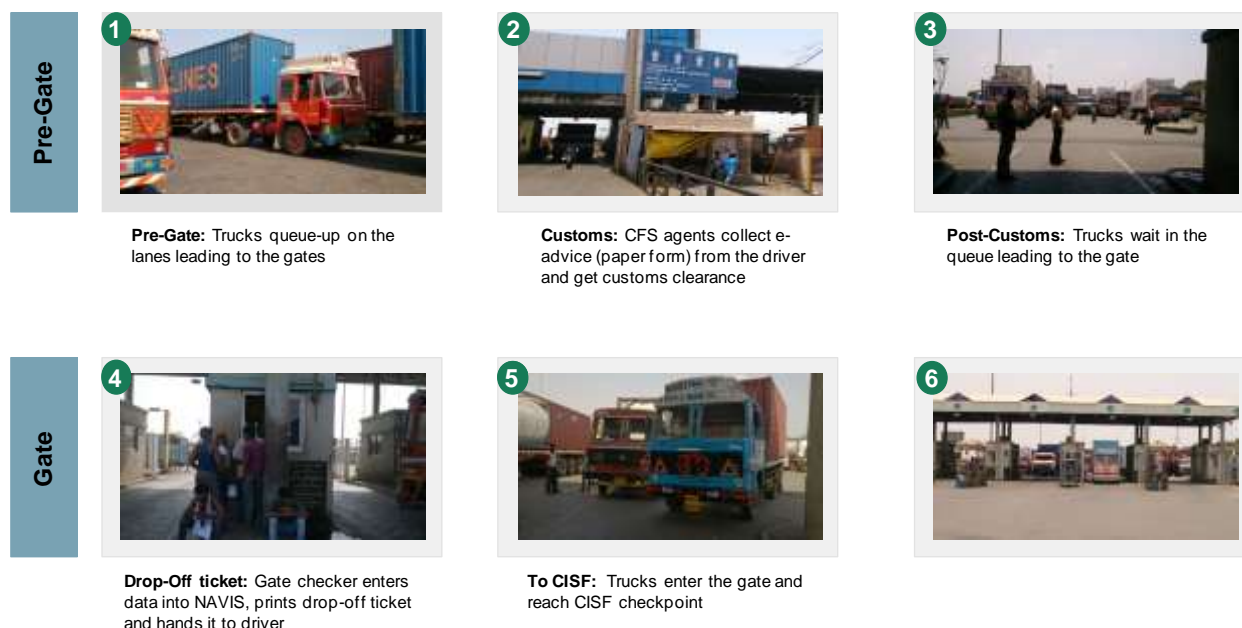 Pre-Gate
1
2
3
LINES
Pre-Gate: Trucks queue-up on the
lanes leading to the gates
Customs: CFS agents collect e-
advice (paper form) from the driver
and get customs clearance
Post-Customs: Trucks wait in the
queue leading to the gate
Gate
4
5
6
Drop-Off ticket: Gate checker enters
data into NAVIS, prints drop-off ticket
and hands it to driver
To CISF: Trucks enter the gate and
reach CISF checkpoint